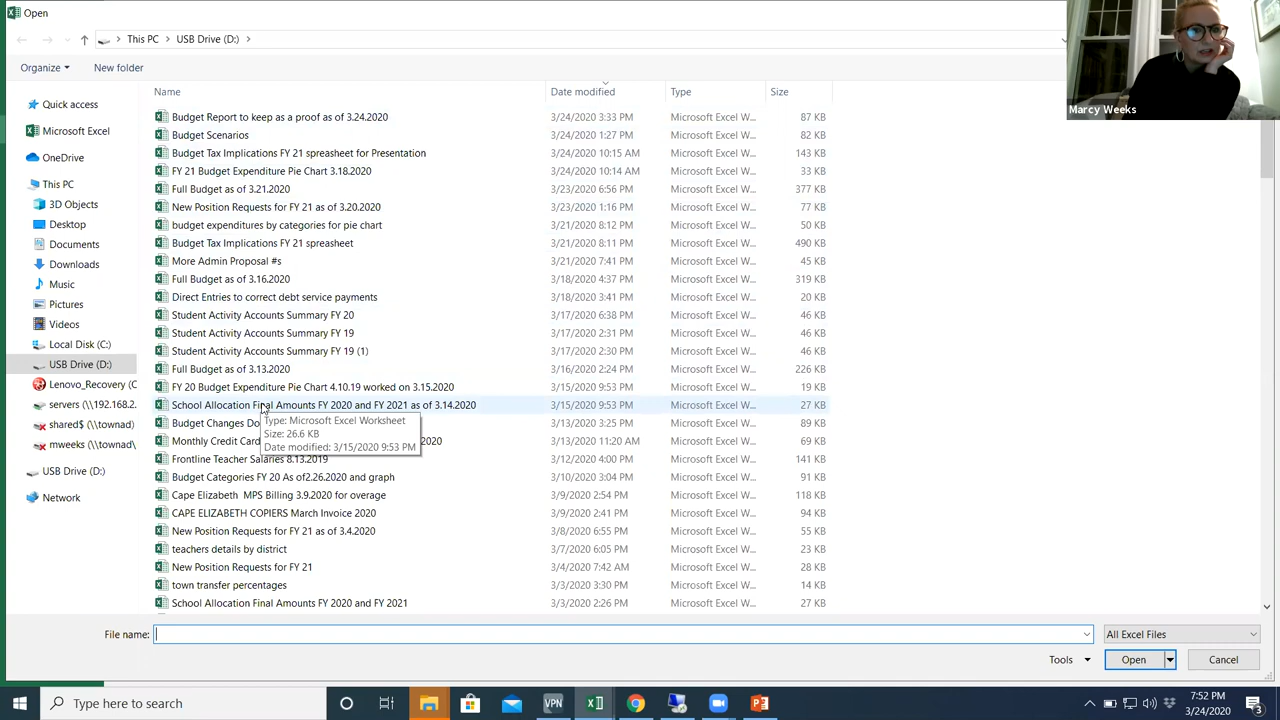 Open
This PC > USB Drive (D:) >
Organize
New folder
Name
Date modified
Type
Size
Marcy Weeks
Quick access
Microsoft Excel
OneDrive
This PC
3D Objects
Desktop
Documents
Downloads
Music
Pictures
Videos
Local Disk (C:)
USB Drive (D:)
Lenovo_Recovery (
servers (\\192.168.2.
shared$ (\\townad)
mweeks (\\townad\
USB Drive (D:)
Network
Budget Report to keep as a proof as of 3.24.2020 3/24/2020 3:33 PM Microsoft Excel W... 87 KB
Budget Scenarios 3/24/2020 1:27 PM Microsoft Excel W... 82 KB
Budget Tax Implications FY 21 spreasheet for Presentation 3/24/2020 10:15 AM Microsoft Excel W... 143 KB
FY 21 Budget Expenditure Pie Chart 3.18.2020 3/24/2020 10:14 AM Microsoft Excel W... 33 KB
Full Budget as of 3.21.2020 3/23/2020 6:56 PM Microsoft Excel W... 377 KB
New Position Requests for FY 21 as of 3.20.2020 3/23/2020 1:16 PM Microsoft Excel W... 77 KB
budget expenditures by categories for pie chart 3/21/2020 8:12 PM Microsoft Excel W... 50 KB
Budget Tax Implications FY 21 spreasheet 3/21/2020 8:11 PM Microsoft Excel W... 490 KB
More Admin Proposal #s 3/21/2020 7:41 PM Microsoft Excel W... 45 KB
Full Budget as of 3.16.2020 3/18/2020 4:37 PM Microsoft Excel W... 319 KB
Direct Entries to correct debt service payments 3/18/2020 3:41 PM Microsoft Excel W... 20 KB
Student Activity Accounts Summary FY 20 3/17/2020 6:38 PM Microsoft Excel W... 46 KB
Student Activity Accounts Summary FY 19 3/17/2020 2:31 PM Microsoft Excel W... 46 KB
Student Activity Accounts Summary FY 19 (1) 3/17/2020 2:30 PM Microsoft Excel W... 46 KB
Full Budget as of 3.13.2020 3/16/2020 2:24 PM Microsoft Excel W... 226 KB
FY 20 Budget Expenditure Pie Chart 4.10.19 worked on 3.15.2020 3/15/2020 9:53 PM Microsoft Excel W... 19 KB
School Allocation Final Amounts FY 2020 and FY 2021 as of 3.14.2020 3/15/2020 9:53 PM Microsoft Excel W... 27 KB
Budget Changes Do 3/13/2020 3:25 PM Microsoft Excel W... 89 KB
Monthly Credit Card 2020 3/13/2020 11:20 AM Microsoft Excel W... 69 KB
Frontline Teacher Salaries 8.13.2019 3/12/2020 4:00 PM Microsoft Excel W... 141 KB
Budget Categories FY 20 As of2.26.2020 and graph 3/10/2020 3:04 PM Microsoft Excel W... 91 KB
Cape Elizabeth MPS Billing 3.9.2020 for overage 3/9/2020 2:54 PM Microsoft Excel W... 118 KB
CAPE ELIZABETH COPIERS March Invoice 2020 3/9/2020 2:41 PM Microsoft Excel W... 94 KB
New Position Requests for FY 21 as of 3.4.2020 3/8/2020 6:55 PM Microsoft Excel W... 55 KB
teachers details by district 3/7/2020 6:05 PM Microsoft Excel W... 23 KB
New Position Requests for FY 21 3/4/2020 7:42 AM Microsoft Excel W... 28 KB
town transfer percentages 3/3/2020 3:30 PM Microsoft Excel W... 14 KB
School Allocation Final Amounts FY 2020 and FY 2021 3/3/2020 2:26 PM Microsoft Excel W... 27 KB
Type: Microsoft Excel Worksheet
Size: 26.6 KB
Date modified: 3/15/2020 9:53 PM
File name:
All Excel Files
Tools
Open
Cancel
Type here to search
VPN
7:52 PM
3/24/2020
3